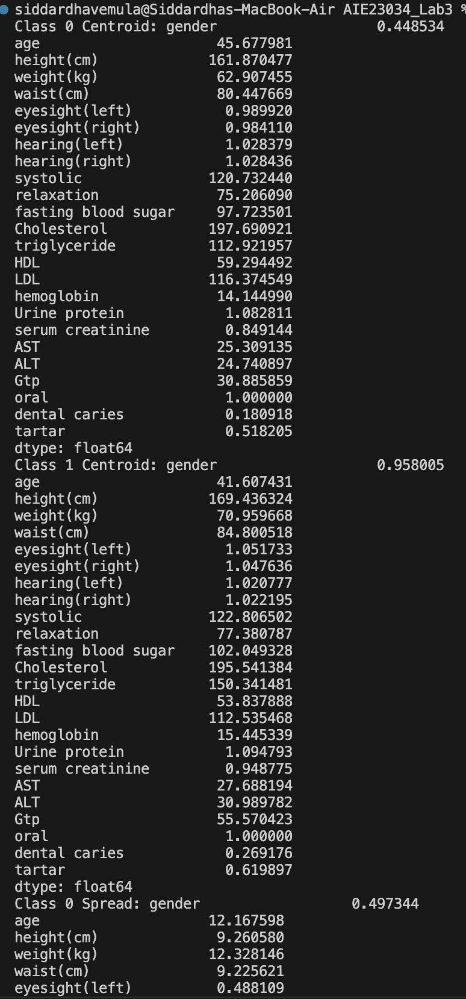 siddardhavemula@Siddardhas-MacBook-Air AIE23034_Lab3 %
Class 0 Centroid: gender                   0.448534
age                     45.677981
height(cm)             161.870477
weight(kg)              62.907455
waist(cm)               80.447669
eyesight(left)           0.989920
eyesight(right)          0.984110
hearing(left)            1.028379
hearing(right)           1.028436
systolic               120.732440
relaxation              75.206090
fasting blood sugar     97.723501
Cholesterol            197.690921
triglyceride           112.921957
HDL                     59.294492
LDL                    116.374549
hemoglobin              14.144990
Urine protein            1.082811
serum creatinine         0.849144
AST                     25.309135
ALT                     24.740897
Gtp                     30.885859
oral                     1.000000
dental caries            0.180918
tartar                   0.518205
dtype: float64
Class 1 Centroid: gender                   0.958005
age                     41.607431
height(cm)             169.436324
weight(kg)              70.959668
waist(cm)               84.800518
eyesight(left)           1.051733
eyesight(right)          1.047636
hearing(left)            1.020777
hearing(right)           1.022195
systolic               122.806502
relaxation              77.380787
fasting blood sugar    102.049328
Cholesterol            195.541384
triglyceride           150.341481
HDL                     53.837888
LDL                    112.535468
hemoglobin              15.445339
Urine protein            1.094793
serum creatinine         0.948775
AST                     27.688194
ALT                     30.989782
Gtp                     55.570423
oral                     1.000000
dental caries            0.269176
tartar                   0.619897
dtype: float64
Class 0 Spread: gender                  0.497344
age                    12.167598
height(cm)              9.260580
weight(kg)             12.328146
waist(cm)               9.225621
eyesight(left)          0.488109